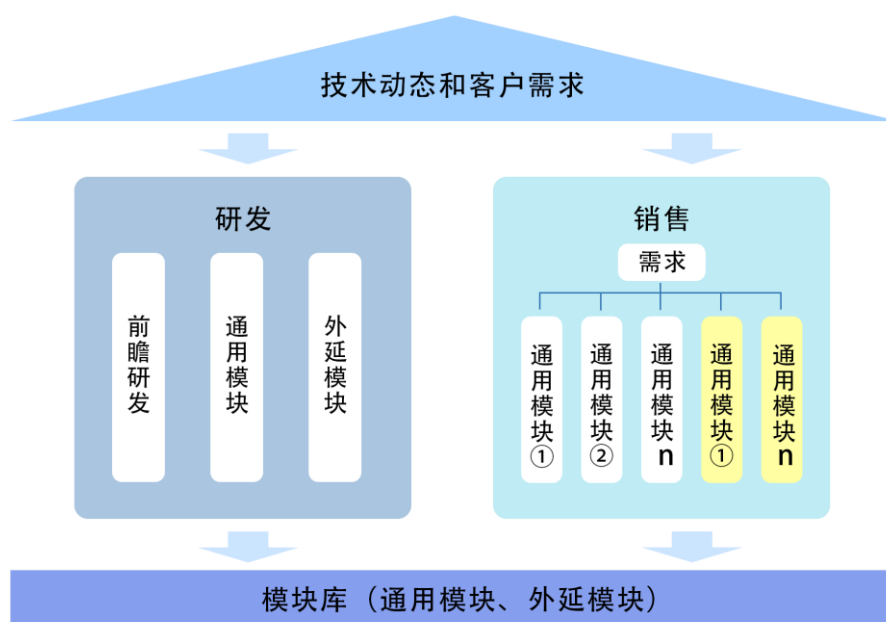 技术动态和客户需求
研发
前瞻研发
通用模块
外延模块
销售
需求
通用模块①
通用模块②
通用模块n
通用模块①
通用模块n
模块库（通用模块、外延模块）